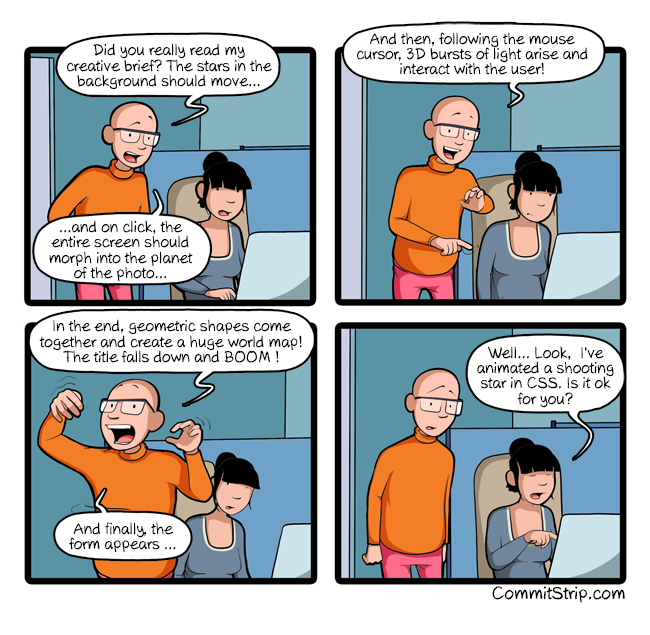 Did you really read my
creative brief? The stars in the
background should move...
...and on click, the
entire screen should
morph into the planet
of the photo...
And then, following the mouse
cursor, 3D bursts of light arise and
interact with the user!
In the end, geometric shapes come
together and create a huge world map!
The title falls down and BOOM !
And finally, the
form appears ...
Well... Look, I've
animated a shooting
star in CSS. Is it ok
for you?
CommitStrip.com